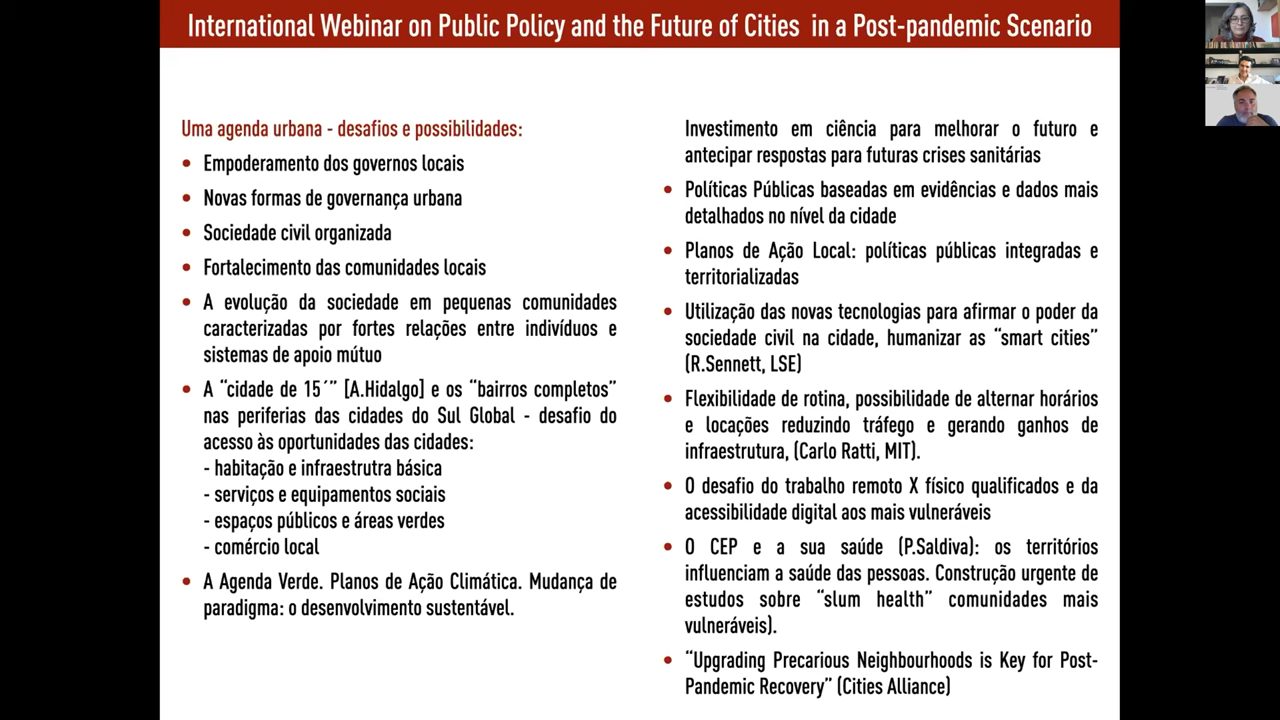 International Webinar on Public Policy and the Future of Cities in a Post-pandemic Scenario
Uma agenda urbana - desafios e possibilidades:
• Empoderamento dos governos locais
• Novas formas de governança urbana
• Sociedade civil organizada
• Fortalecimento das comunidades locais
• A evolução da sociedade em pequenas comunidades
caracterizadas por fortes relações entre indivíduos e
sistemas de apoio mútuo
• A “cidade de 15´” [A.Hidalgo] e os “bairros completos”
nas periferias das cidades do Sul Global - desafio do
acesso às oportunidades das cidades:
- habitação e infraestrutra básica
- serviços e equipamentos sociais
- espaços públicos e áreas verdes
- comércio local
• A Agenda Verde. Planos de Ação Climática. Mudança de
paradigma: o desenvolvimento sustentável.
Investimento em ciência para melhorar o futuro e
antecipar respostas para futuras crises sanitárias
• Políticas Públicas baseadas em evidências e dados mais
detalhados no nível da cidade
• Planos de Ação Local: políticas públicas integradas e
territorializadas
• Utilização das novas tecnologias para afirmar o poder da
sociedade civil na cidade, humanizar as “smart cities”
(R.Sennett, LSE)
• Flexibilidade de rotina, possibilidade de alternar horários
e locações reduzindo tráfego e gerando ganhos de
infraestrutura, (Carlo Ratti, MIT).
• O desafio do trabalho remoto X físico qualificados e da
acessibilidade digital aos mais vulneráveis
• O CEP e a sua saúde (P.Saldiva): os territórios
influenciam a saúde das pessoas. Construção urgente de
estudos sobre “slum health” comunidades mais
vulneráveis).
• “Upgrading Precarious Neighbourhoods is Key for Post-
Pandemic Recovery” (Cities Alliance)